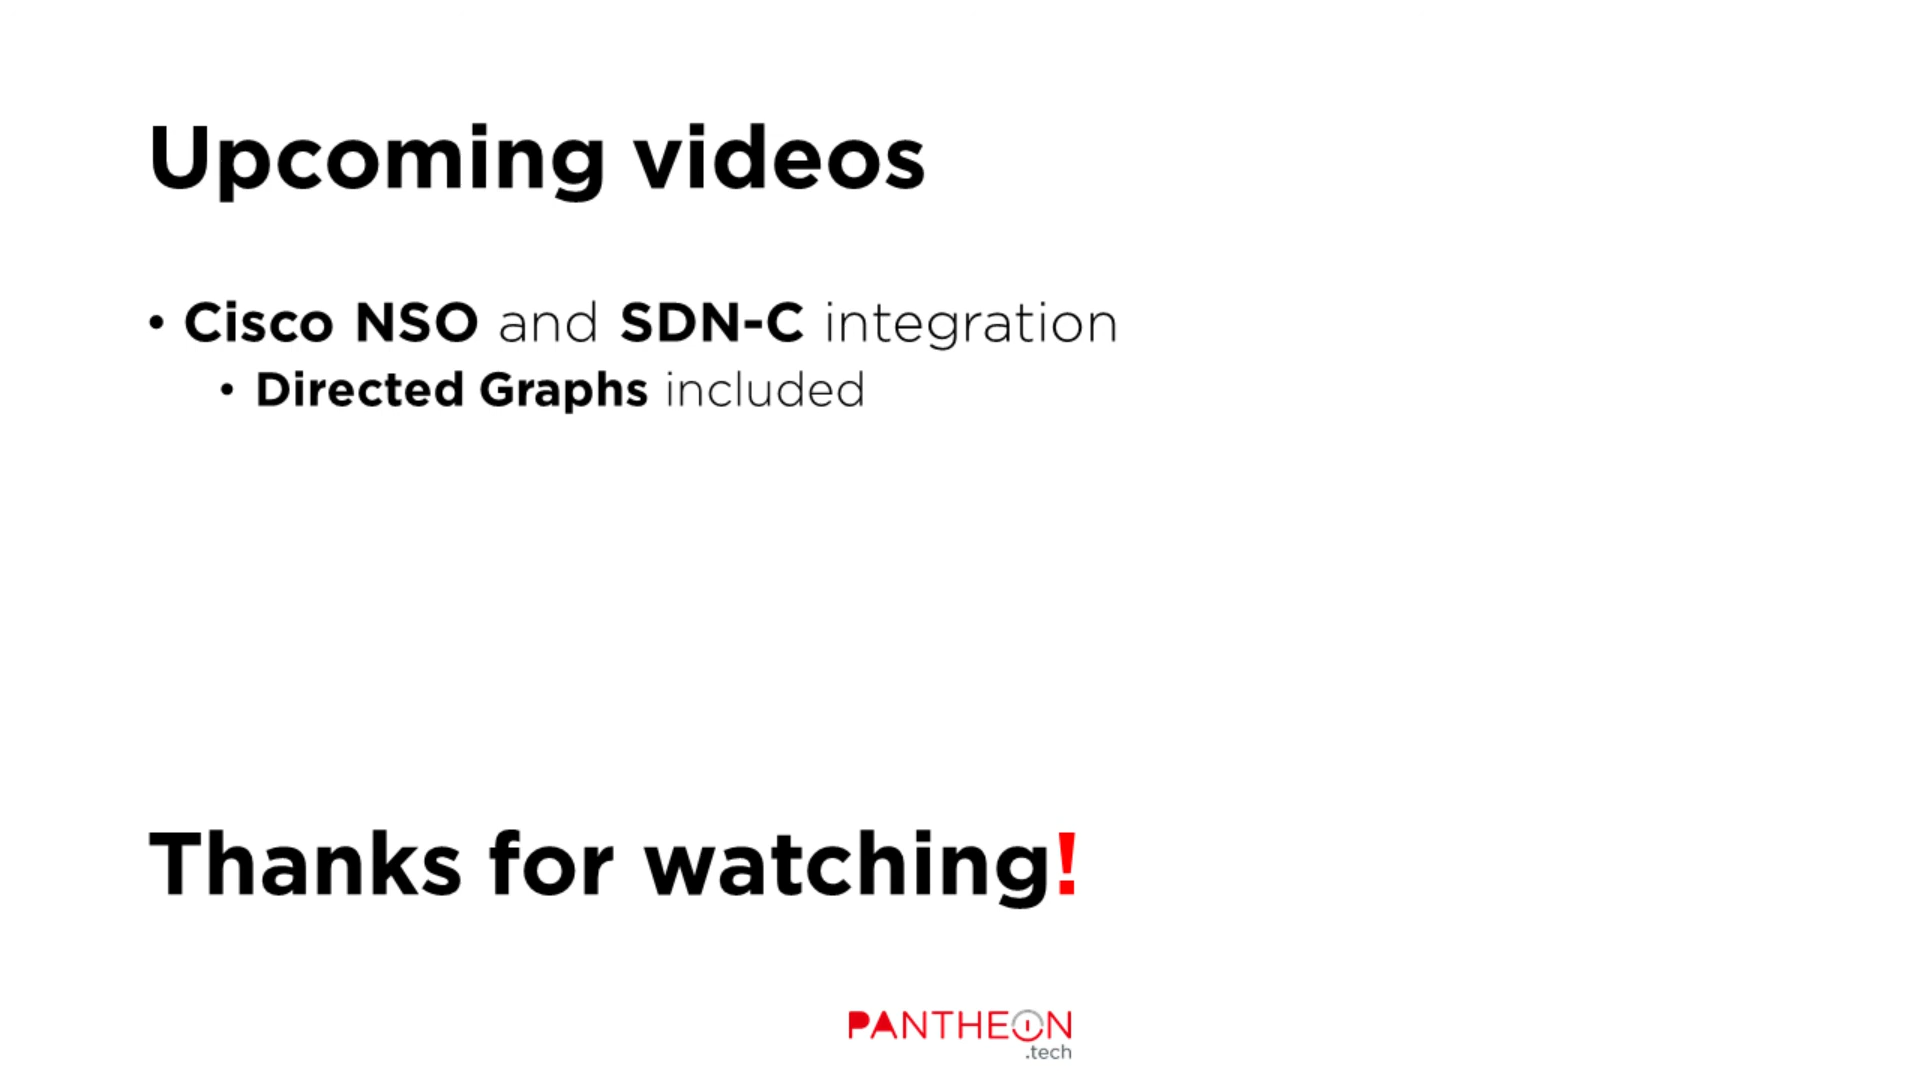 Upcoming videos
• Cisco NSO and SDN-C integration
• Directed Graphs included
Thanks for watching!
PANTHEON
.tech